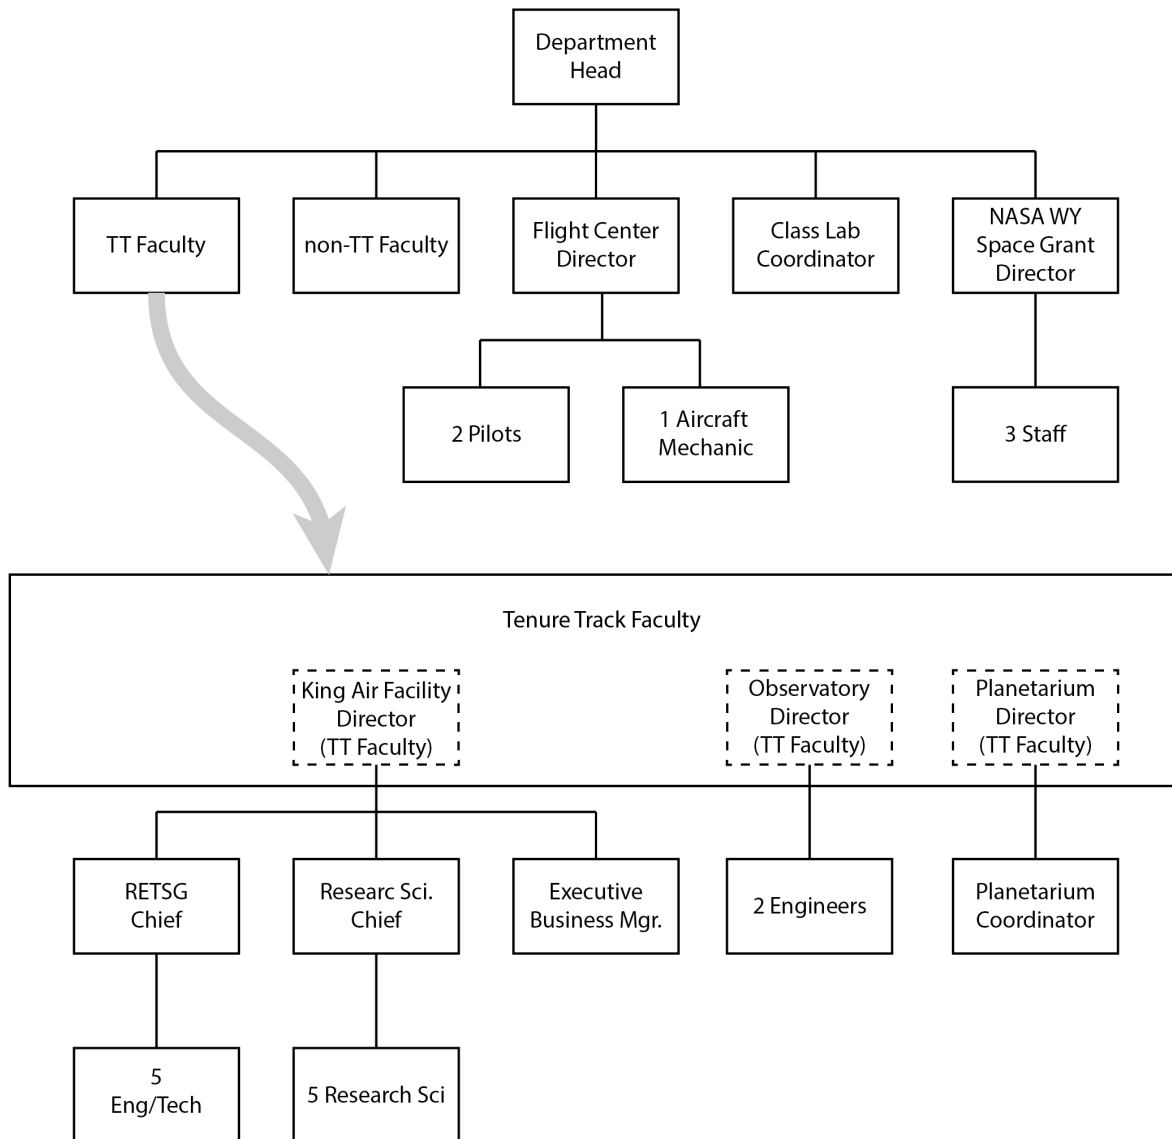 Department
Head
TT Faculty
non-TT Faculty
Flight Center
Director
Class Lab
Coordinator
NASA WY
Space Grant
Director
2 Pilots
1 Aircraft
Mechanic
3 Staff
Tenure Track Faculty
King Air Facility
Director
(TT Faculty)
Observatory
Director
(TT Faculty)
Planetarium
Director
(TT Faculty)
RETSG
Chief
Researc Sci.
Chief
Executive
Business Mgr.
2 Engineers
Planetarium
Coordinator
5
Eng/Tech
5 Research Sci